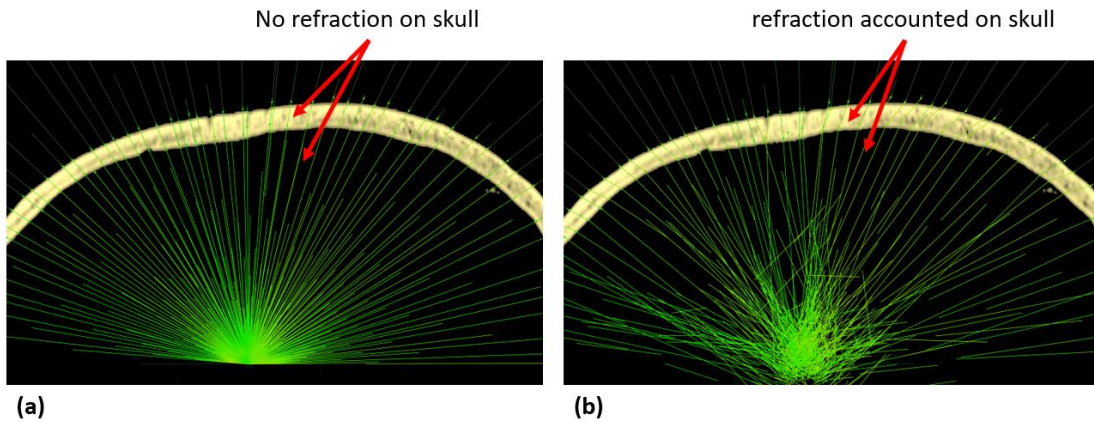 No refraction on skull
refraction accounted on skull
(a)
(b)